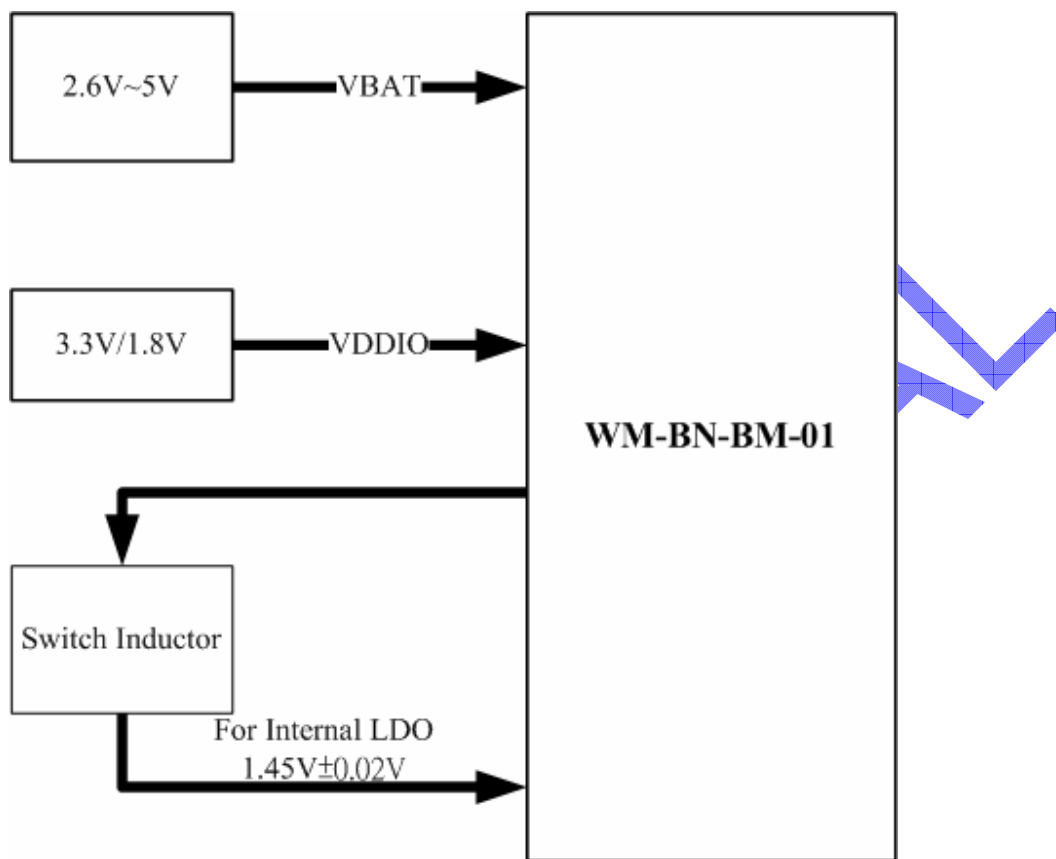 2.6V~5V
VBAT
3.3V/1.8V
VDDIO
WM-BN-BM-01
Switch Inductor
For Internal LDO
1.45V±0.02V